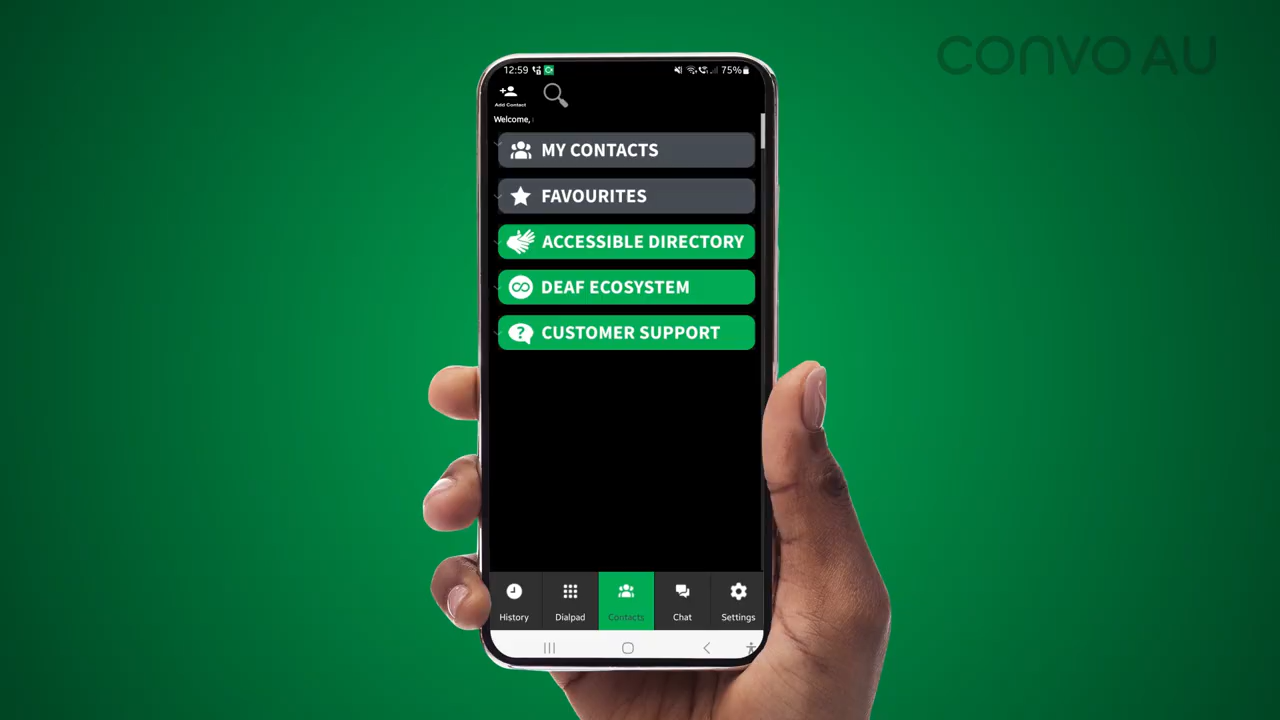 CONVO AU
12:59
75%
Add Contact
Welcome,
MY CONTACTS
FAVOURITES
ACCESSIBLE DIRECTORY
DEAF ECOSYSTEM
CUSTOMER SUPPORT
History
Dialpad
Contacts
Chat
Settings